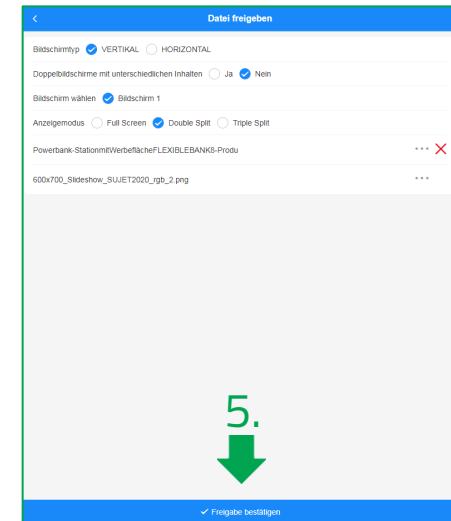 Datei freigeben
Bildschirmtyp VERTIKAL HORIZONTAL
Doppelbildschirme mit unterschiedlichen Inhalten Ja Nein
Bildschirm wählen Bildschirm 1
Anzeigemodus Full Screen Double Split Triple Split
Powerbank-StationmitWerbeflächeFLEXIBLEBANK8-Produ
600x700_Slideshow_SUJET2020_rgb_2.png
5.
Freigabe bestätigen